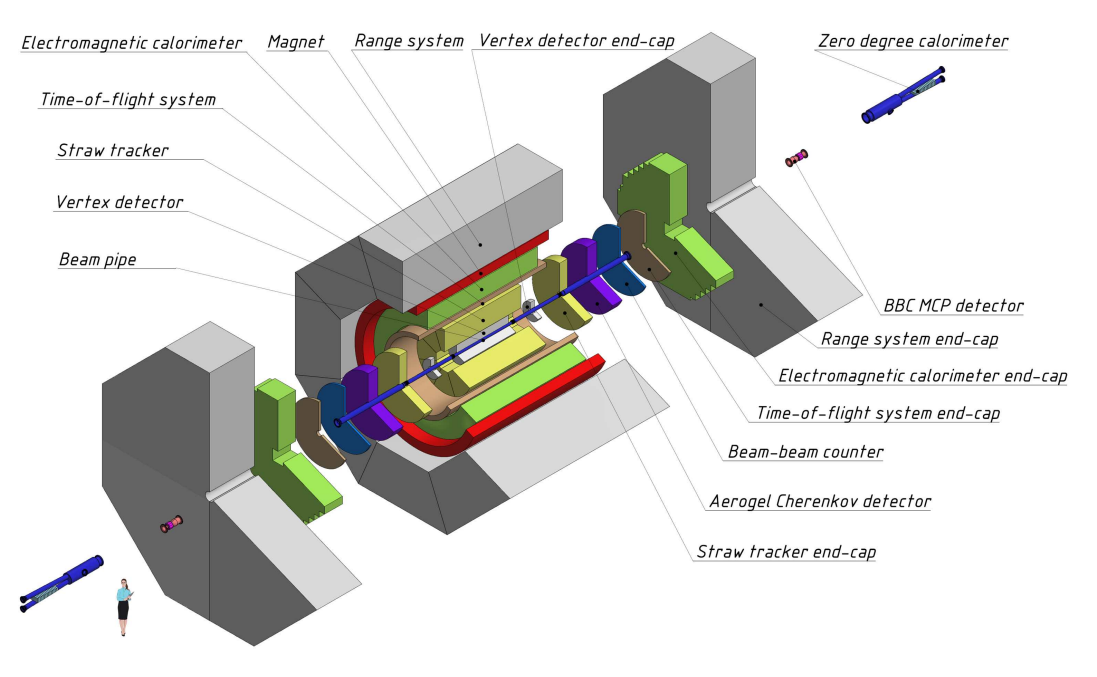 Electromagnetic calorimeter
Magnet
Range system
Vertex detector end-cap
Zero degree calorimeter
Time-of-flight system
Straw tracker
Vertex detector
Beam pipe
BBC MCP detector
Range system end-cap
Electromagnetic calorimeter end-cap
Time-of-flight system end-cap
Beam-beam counter
Aerogel Cherenkov detector
Straw tracker end-cap